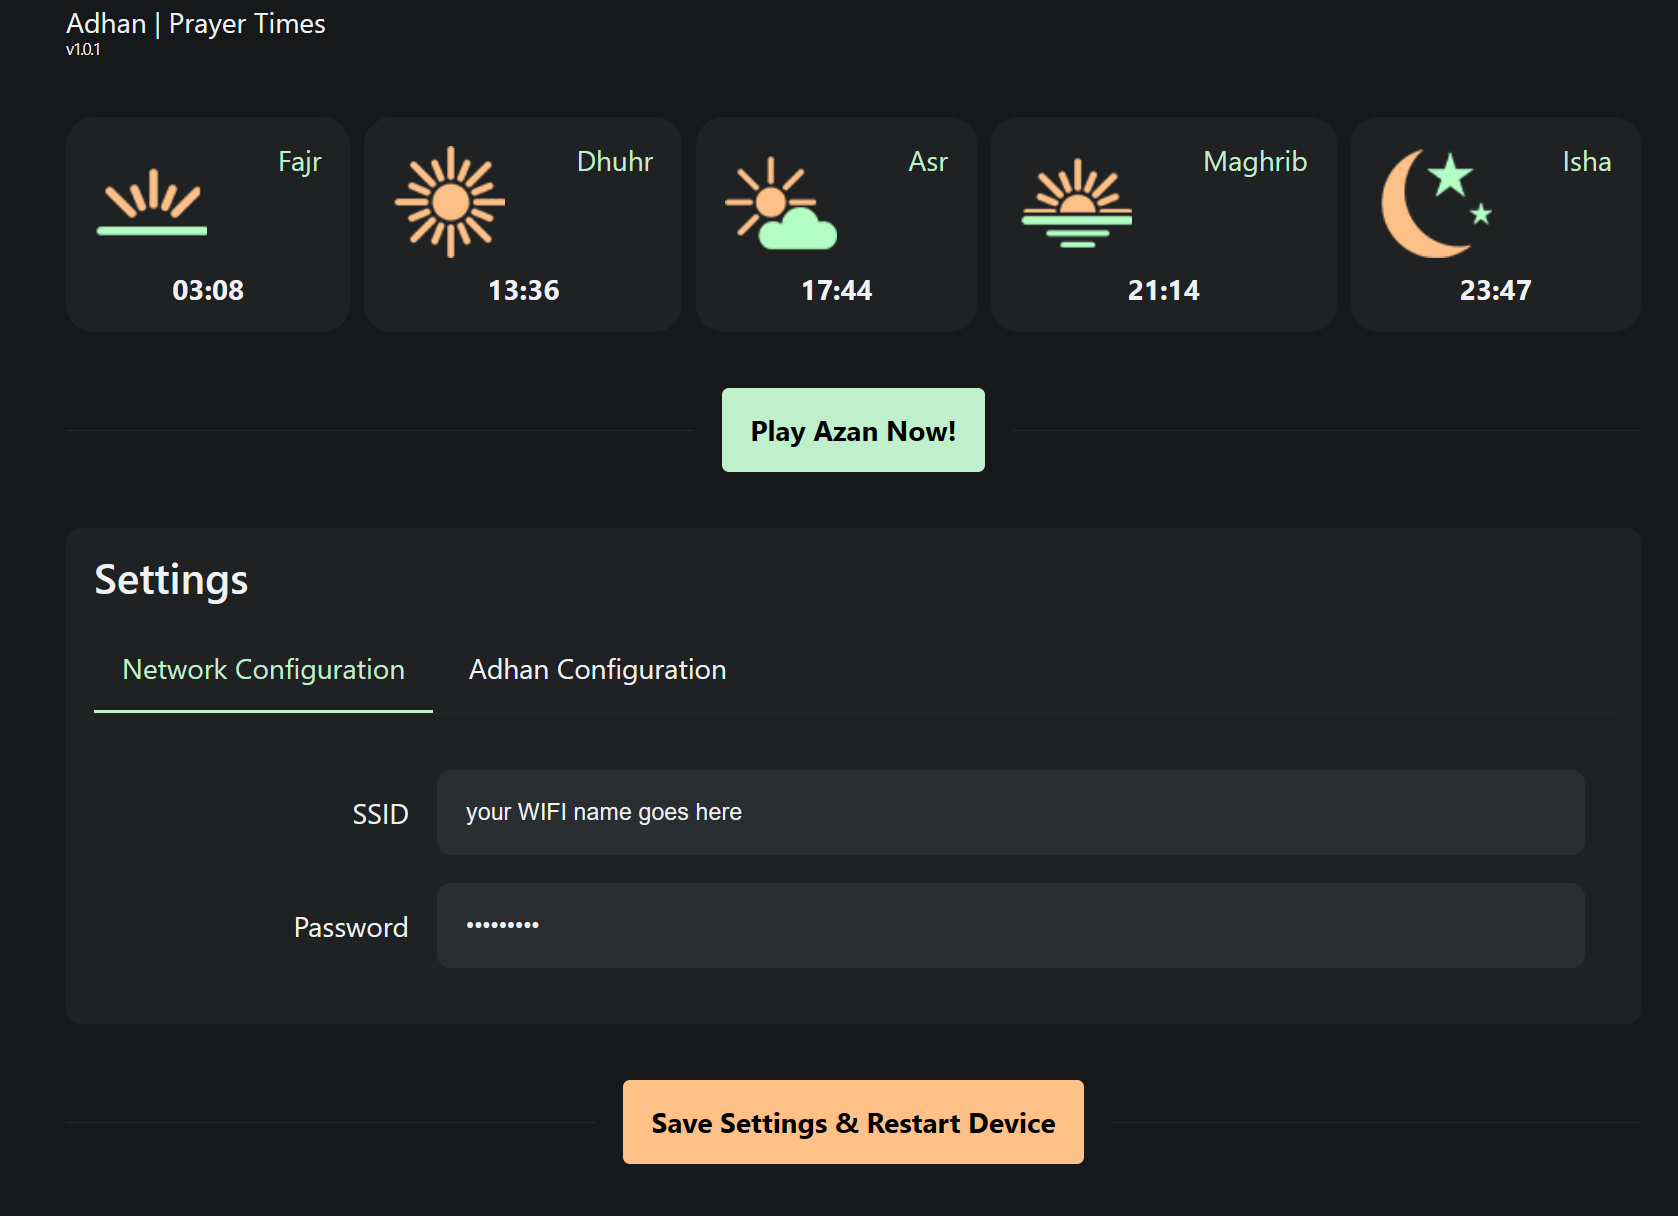 Adhan | Prayer Times
v1.0.1
Fajr
03:08
Dhuhr
13:36
Asr
17:44
Maghrib
21:14
Isha
23:47
Play Azan Now!
Settings
Network Configuration
Adhan Configuration
SSID
your WIFI name goes here
Password
•••••••••
Save Settings & Restart Device